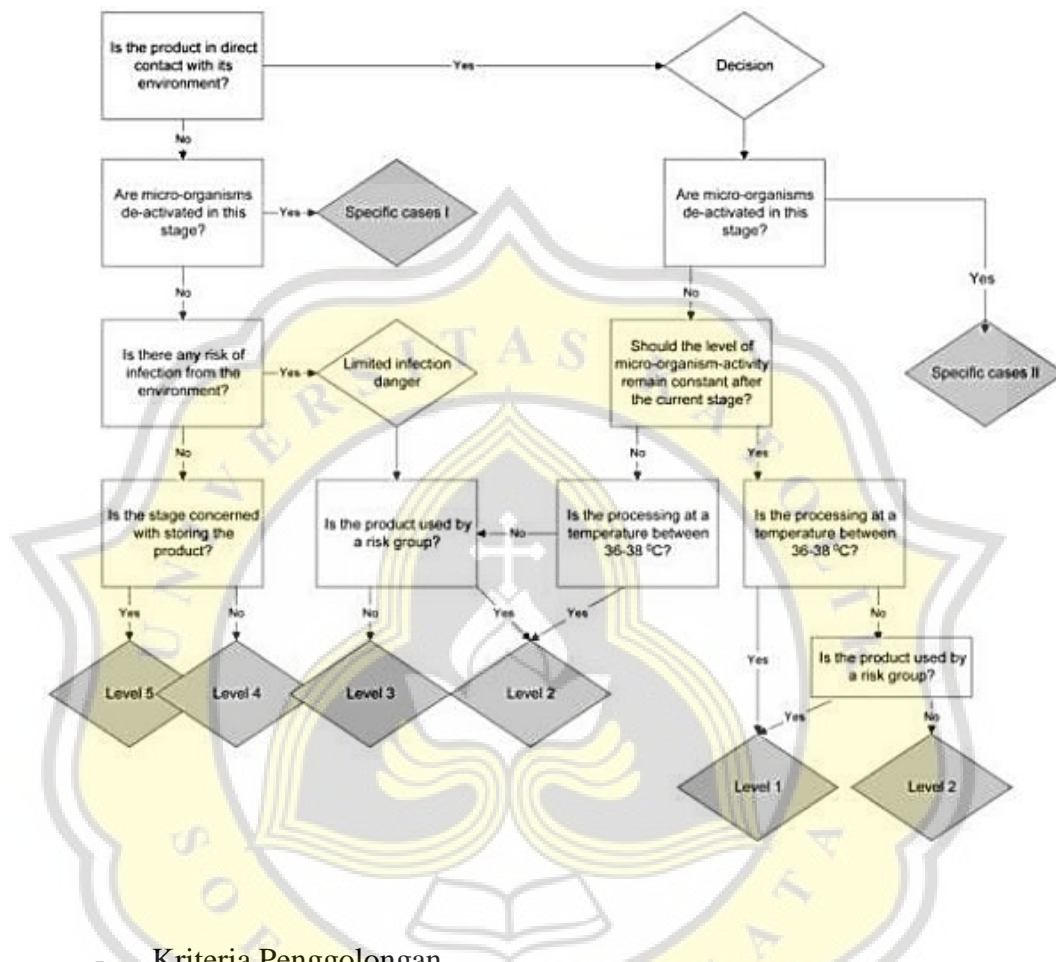 Is the product in direct
contact with its
environment?
Yes
Decision
No
Are micro-organisms
de-activated in this
stage?
Yes
Specific cases I
Are micro-organisms
de-activated in this
stage?
Yes
No
No
Is there any risk of
infection from the
environment?
Yes
Limited infection
danger
Should the level of
micro-organism-activity
remain constant after
the current stage?
Specific cases II
No
No
Yes
Is the stage concerned
with storing the
product?
Is the product used by
a risk group?
No
Is the processing at a
temperature between
36-38 ⁰C?
Is the processing at a
temperature between
36-38 ⁰C?
Yes
No
No
Yes
Yes
Yes
No
Is the product used by
a risk group?
Level 5
Level 4
Level 3
Level 2
Yes
No
Level 1
Level 2
UNIVERSITAS KATOLIK
SOE
ATA
- Kriteria Penggolongan